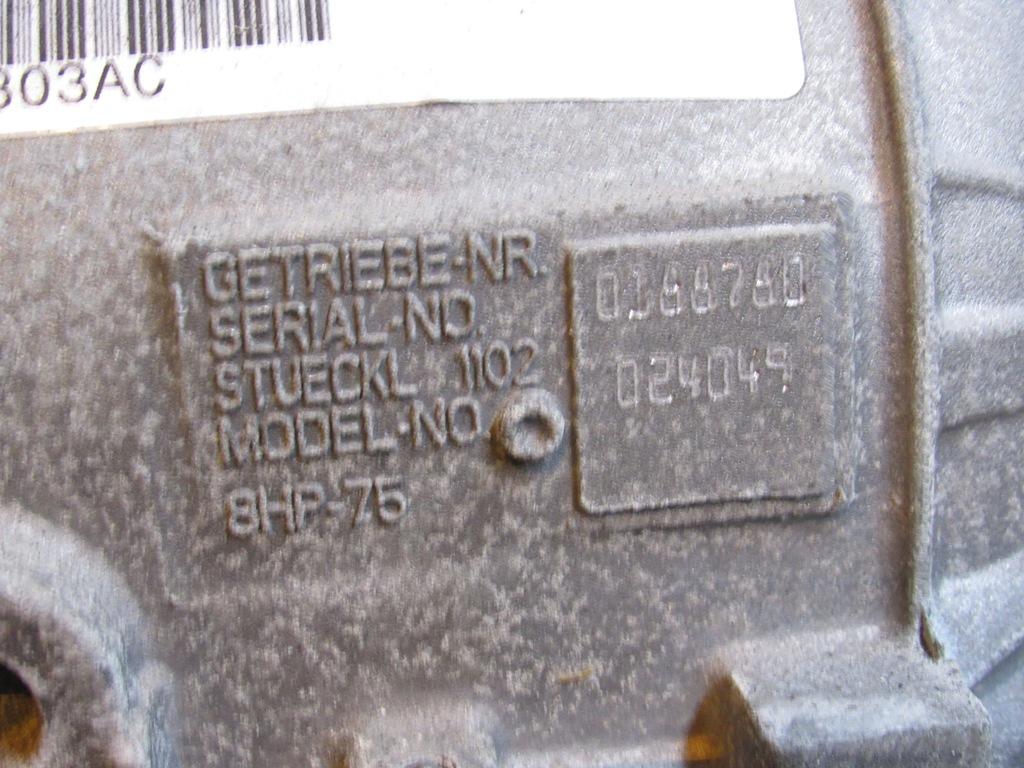 303AC
GETRIEBE-NR.
SERIAL-NO.
STUECKL 1102
MODEL-NO
8HP-75
0188780
024049